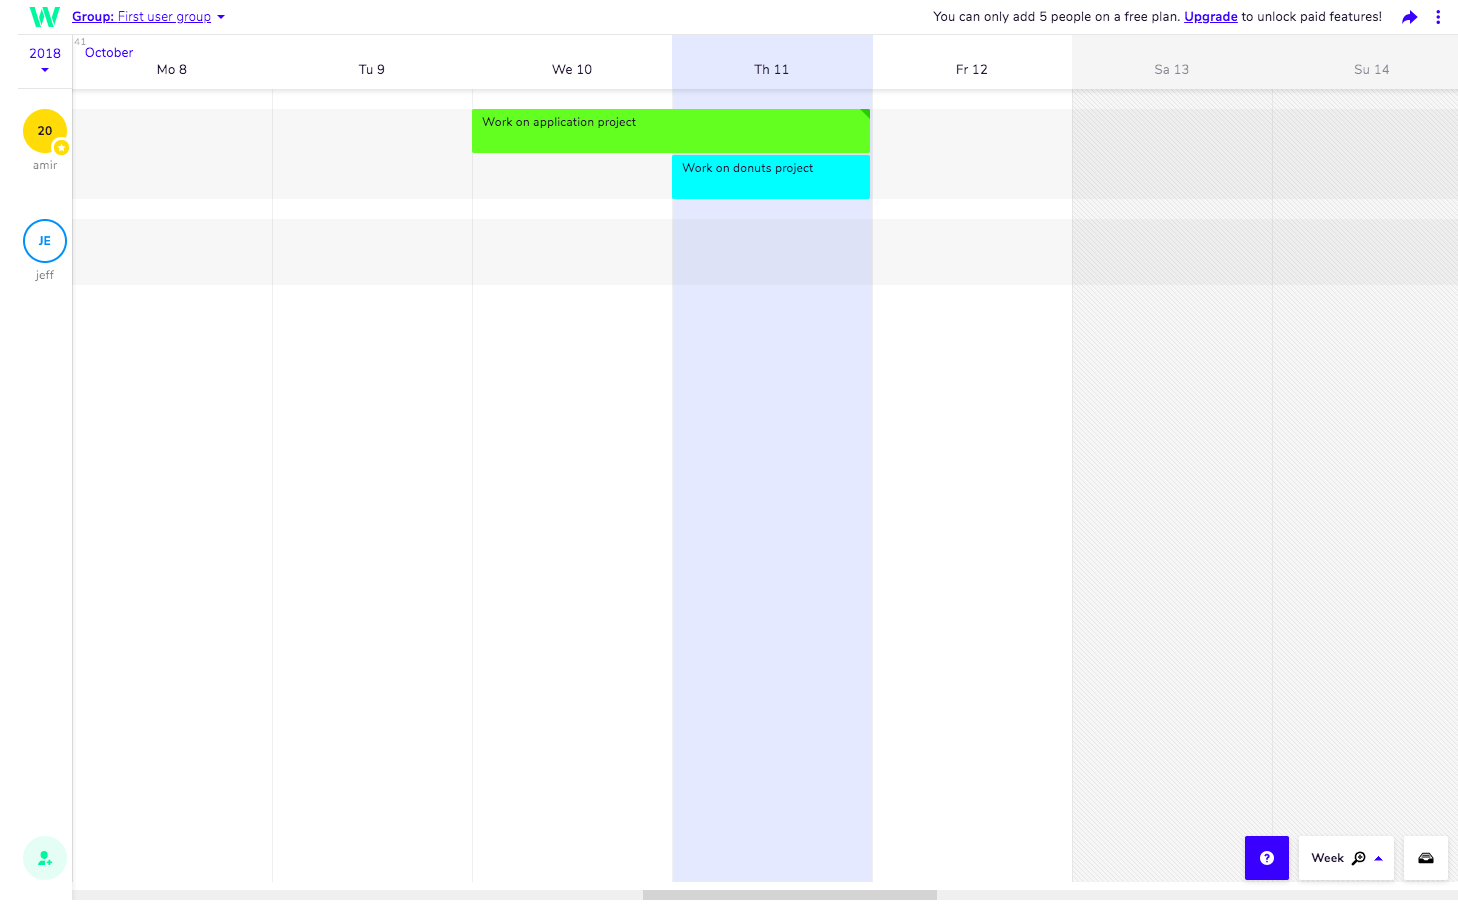 W Group: First user group
You can only add 5 people on a free plan. Upgrade to unlock paid features!
2018
41
October
Mo 8 Tu 9 We 10 Th 11 Fr 12 Sa 13 Su 14
20
amir
Work on application project
Work on donuts project
JE
jeff
? Week